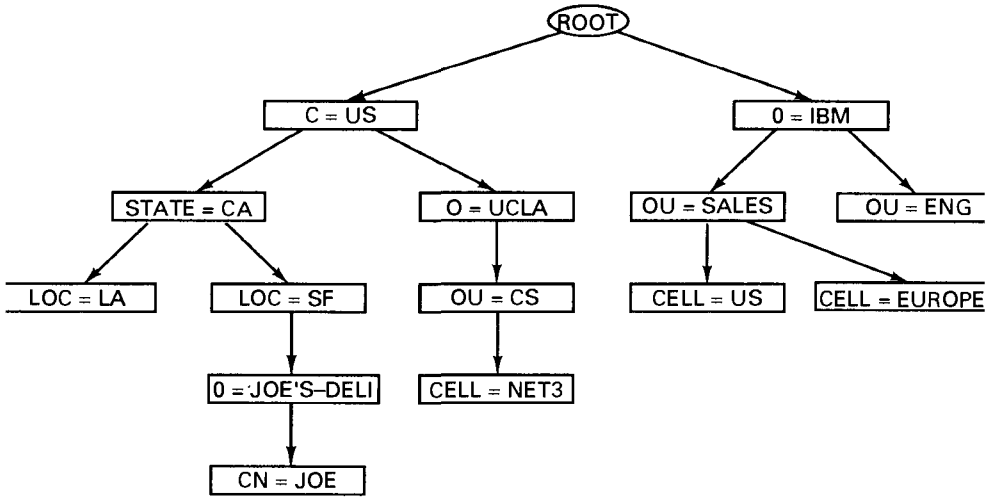 ROOT
C = US
0 = IBM
STATE = CA
O = UCLA
OU = SALES
OU = ENG
LOC = LA
LOC = SF
OU = CS
CELL = US
CELL = EUROPE
0 = JOE'S–DELI
CELL = NET3
CN = JOE